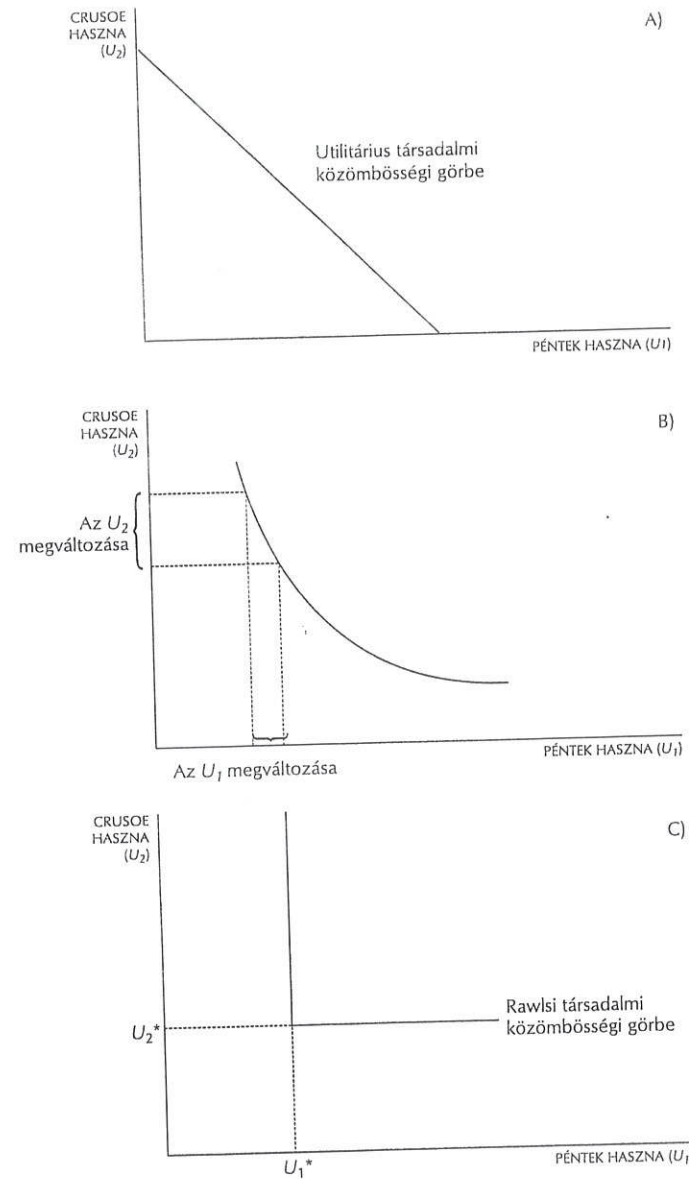 CRUSOE
HASZNA
(U₂)
A)
Utilitárius társadalmi
közömbösségi görbe
PÉNTEK HASZNA (U1)
CRUSOE
HASZNA
(U₂)
B)
Az U₂
megváltozása
PÉNTEK HASZNA (U₁)
Az U₁ megváltozása
CRUSOE
HASZNA
(U₂)
C)
Rawlsi társadalmi
közömbösségi görbe
U₂*
U₁*
PÉNTEK HASZNA (U₁